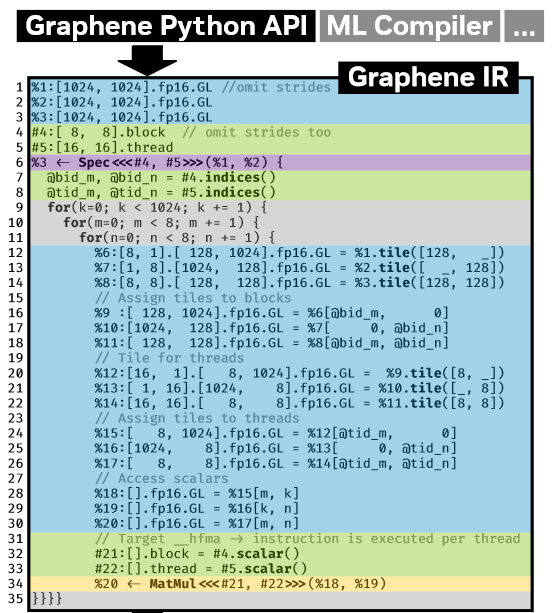 Graphene Python API ML Compiler ...
Graphene IR
1 %1:[1024, 1024].fp16.GL //omit strides
2 %2:[1024, 1024].fp16.GL
3 %3:[1024, 1024].fp16.GL
4 #4:[ 8, 8].block // omit strides too
5 #5:[16, 16].thread
6 %3 ← Spec<<<#4, #5>>>(%1, %2) {
7 @bid_m, @bid_n = #4.indices()
8 @tid_m, @tid_n = #5.indices()
9 for(k=0; k < 1024; k += 1) {
10 for(m=0; m < 8; m += 1) {
11 for(n=0; n < 8; n += 1) {
12 %6:[8, 1].[ 128, 1024].fp16.GL = %1.tile([128, _])
13 %7:[1, 8].[1024, 128].fp16.GL = %2.tile([ _, 128])
14 %8:[8, 8].[ 128, 128].fp16.GL = %3.tile([128, 128])
15 // Assign tiles to blocks
16 %9 :[ 128, 1024].fp16.GL = %6[@bid_m, 0]
17 %10:[1024, 128].fp16.GL = %7[ 0, @bid_n]
18 %11:[ 128, 128].fp16.GL = %8[@bid_m, @bid_n]
19 // Tile for threads
20 %12:[16, 1].[ 8, 1024].fp16.GL = %9.tile([8, _])
21 %13:[ 1, 16].[1024, 8].fp16.GL = %10.tile([_, 8])
22 %14:[16, 16].[ 8, 8].fp16.GL = %11.tile([8, 8])
23 // Assign tiles to threads
24 %15:[ 8, 1024].fp16.GL = %12[@tid_m, 0]
25 %16:[1024, 8].fp16.GL = %13[ 0, @tid_n]
26 %17:[ 8, 8].fp16.GL = %14[@tid_m, @tid_n]
27 // Access scalars
28 %18:[].fp16.GL = %15[m, k]
29 %19:[].fp16.GL = %16[k, n]
30 %20:[].fp16.GL = %17[m, n]
31 // Target __hfma → instruction is executed per thread
32 #21:[].block = #4.scalar()
33 #22:[].thread = #5.scalar()
34 %20 ← MatMul<<<#21, #22>>>(%18, %19)
35 }}}}